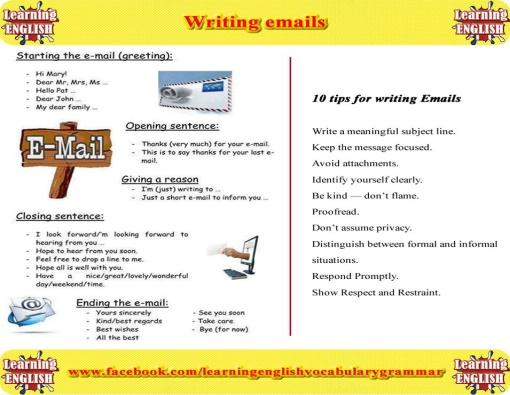 Learning
ENGLISH
Writing emails
Learning
ENGLISH
Starting the e-mail (greeting):
- Hi Mary!
- Dear Mr, Mrs, Ms ...
- Hello Pat ...
- Dear John ...
- My dear family ...
E-Mail
Opening sentence:
- Thanks (very much) for your e-mail.
- This is to say thanks for your last e-
mail.
Giving a reason
- I'm (just) writing to ...
- Just a short e-mail to inform you ...
Closing sentence:
- I look forward/'m looking forward to
hearing from you ...
- Hope to hear from you soon.
- Feel free to drop a line to me.
- Hope all is well with you.
- Have a nice/great/lovely/wonderful
day/weekend/time.
Ending the e-mail:
- Yours sincerely
- Kind/best regards
- Best wishes
- All the best
- See you soon
- Take care
- Bye (for now)
10 tips for writing Emails
Write a meaningful subject line.
Keep the message focused.
Avoid attachments.
Identify yourself clearly.
Be kind — don't flame.
Proofread.
Don't assume privacy.
Distinguish between formal and informal
situations.
Respond Promptly.
Show Respect and Restraint.
Learning
ENGLISH
www.facebook.com/learningenglishvocabularygrammar
Learning
ENGLISH